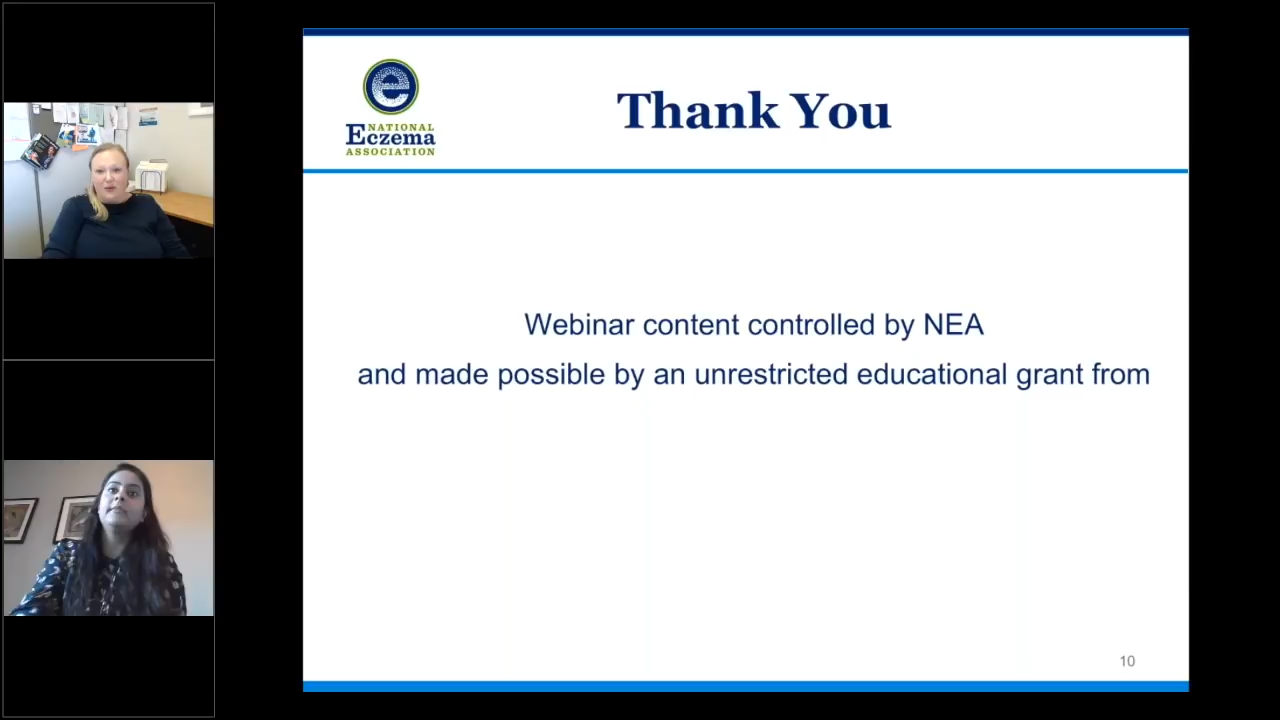 NATIONAL
Eczema
ASSOCIATION
Thank You
Webinar content controlled by NEA
and made possible by an unrestricted educational grant from
10